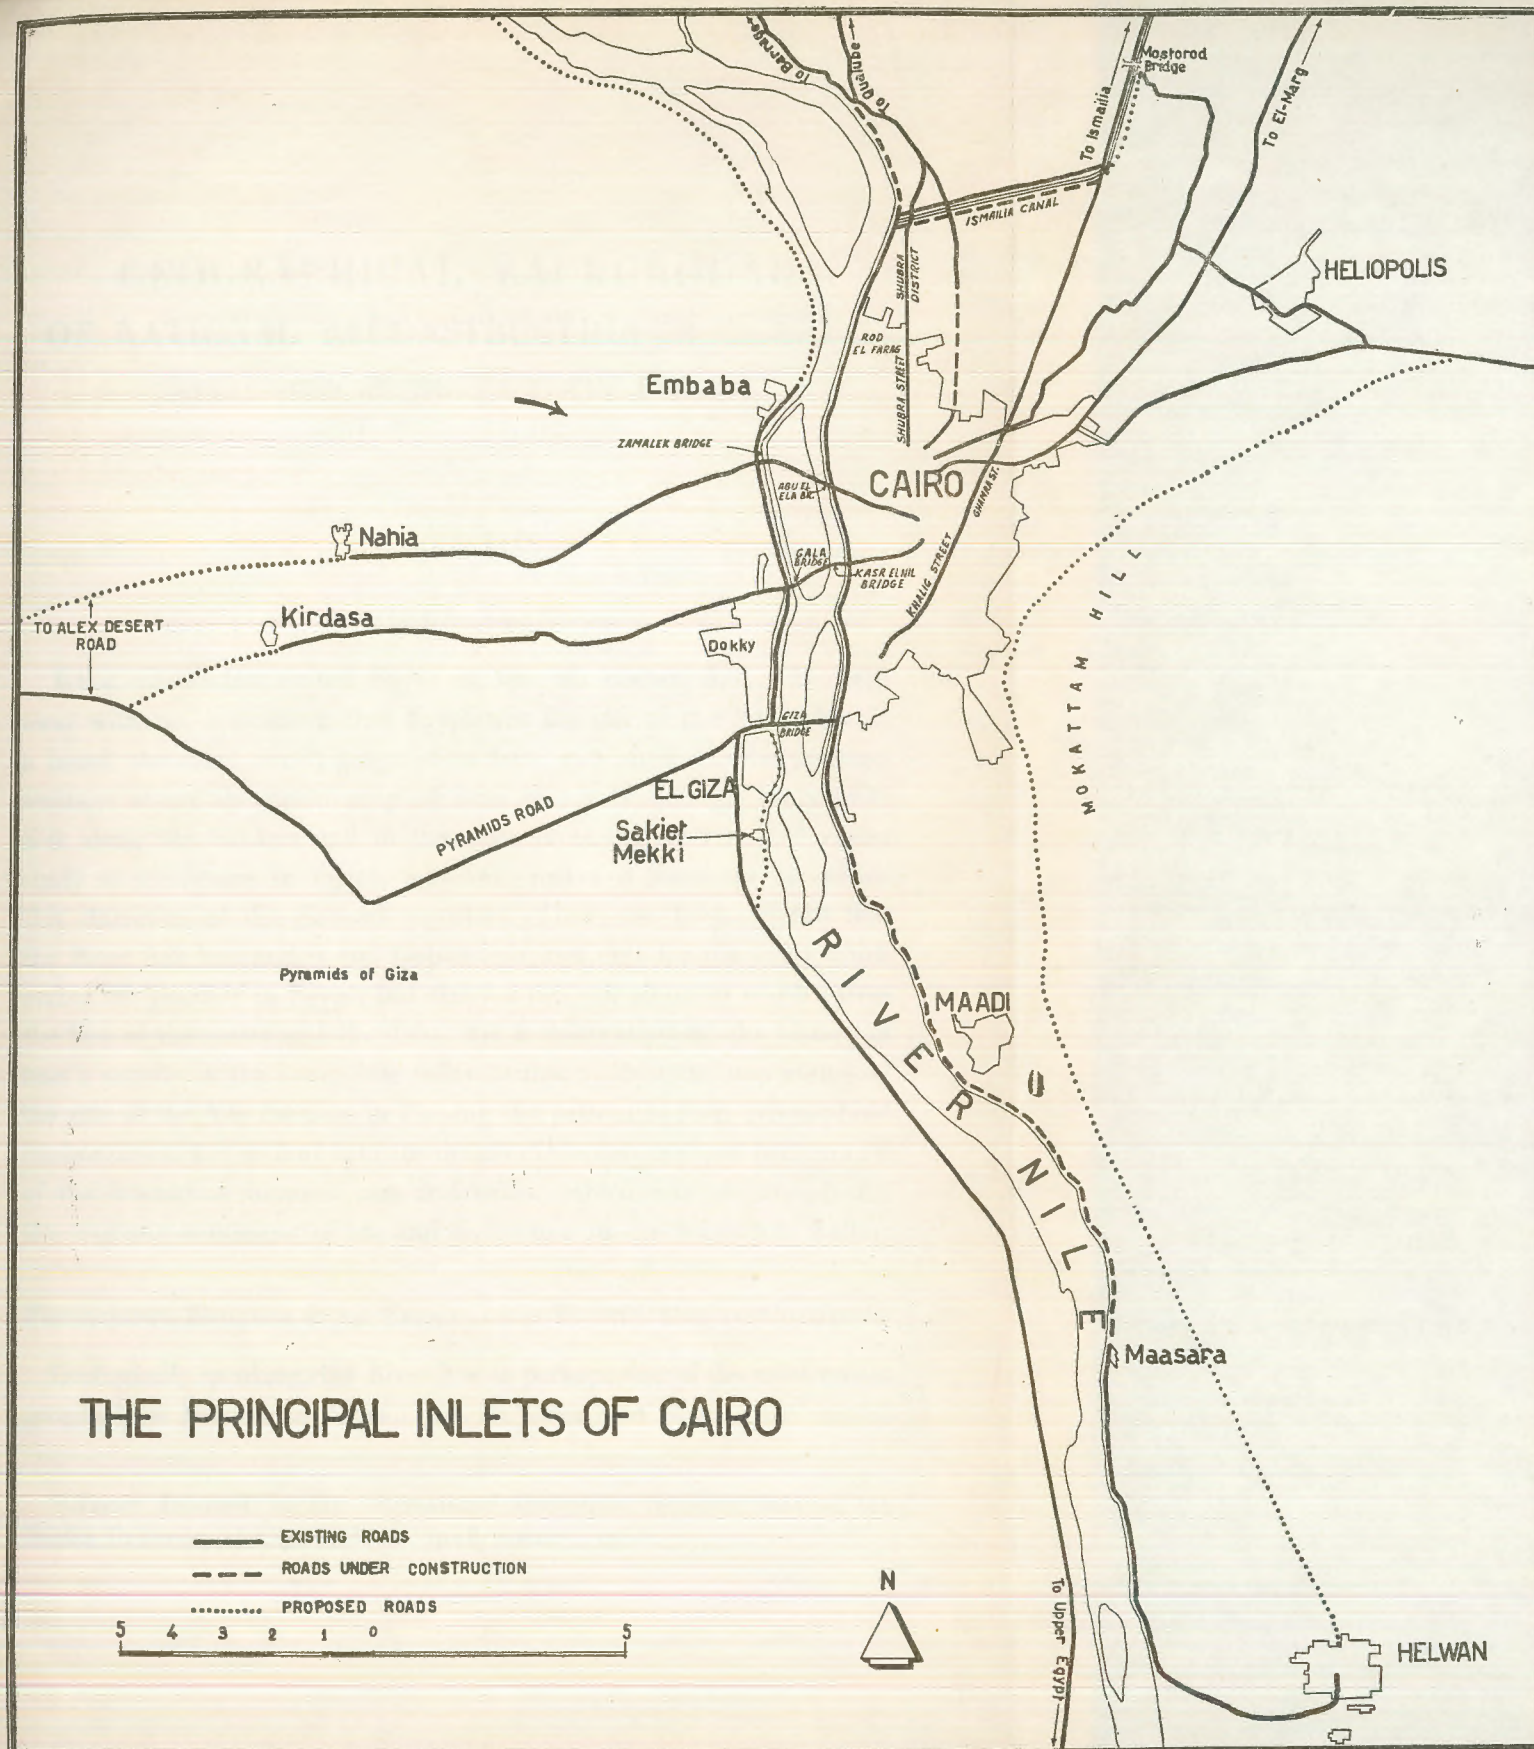 To Barrage
To Qualube
To Ismailia
Mostorod
Bridge
To El-Marg
ISMAILIA CANAL
SHUBRA
DISTRICT
HELIOPOLIS
ROD
EL FARAG
SHUBRA STREET
Embaba
ZAMALEK BRIDGE
CAIRO
ABU EL
ELA BR.
GHAMRA ST.
Nahia
GALA
BRIDGE
KASR ELNIL
BRIDGE
KHALIG STREET
Kirdasa
TO ALEX DESERT
ROAD
Dokky
MOKATTAM HILL
GIZA
BRIDGE
EL GIZA
PYRAMIDS ROAD
Sakiet
Mekki
Pyramids of Giza
RIVER NILE
MAADI
Maasara
THE PRINCIPAL INLETS OF CAIRO
EXISTING ROADS
ROADS UNDER CONSTRUCTION
PROPOSED ROADS
5 4 3 2 1 0 5
N
To Upper Egypt
HELWAN